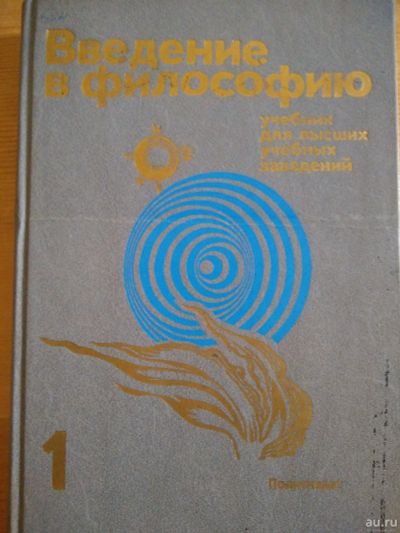 Введение
в философию
учебник
для высших
учебных
заведений
1
Политиздат
au.ru